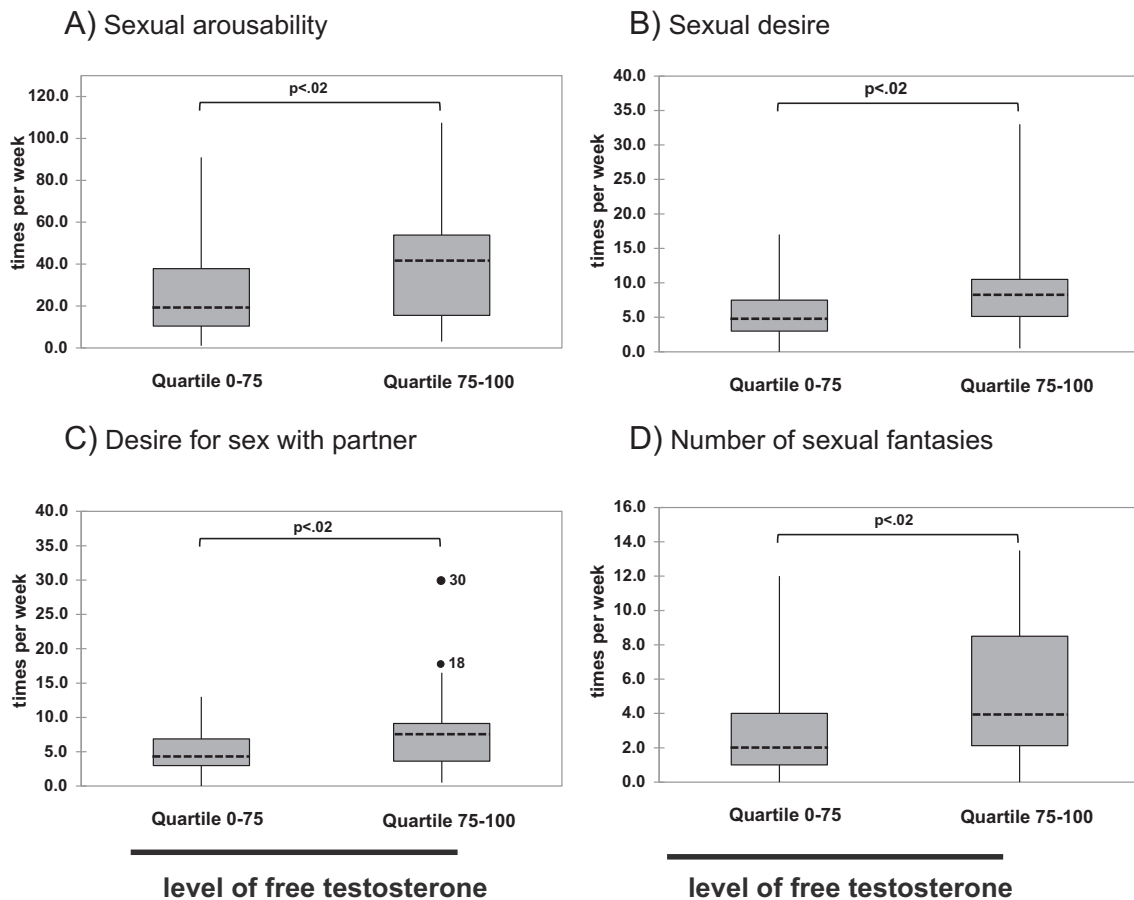 A) Sexual arousability
120.0
100.0
80.0
60.0
40.0
20.0
0.0
times per week
p<.02
Quartile 0-75
Quartile 75-100
B) Sexual desire
40.0
35.0
30.0
25.0
20.0
15.0
10.0
5.0
0.0
times per week
p<.02
Quartile 0-75
Quartile 75-100
C) Desire for sex with partner
40.0
35.0
30.0
25.0
20.0
15.0
10.0
5.0
0.0
times per week
p<.02
30
18
Quartile 0-75
Quartile 75-100
level of free testosterone
D) Number of sexual fantasies
16.0
14.0
12.0
10.0
8.0
6.0
4.0
2.0
0.0
times per week
p<.02
Quartile 0-75
Quartile 75-100
level of free testosterone